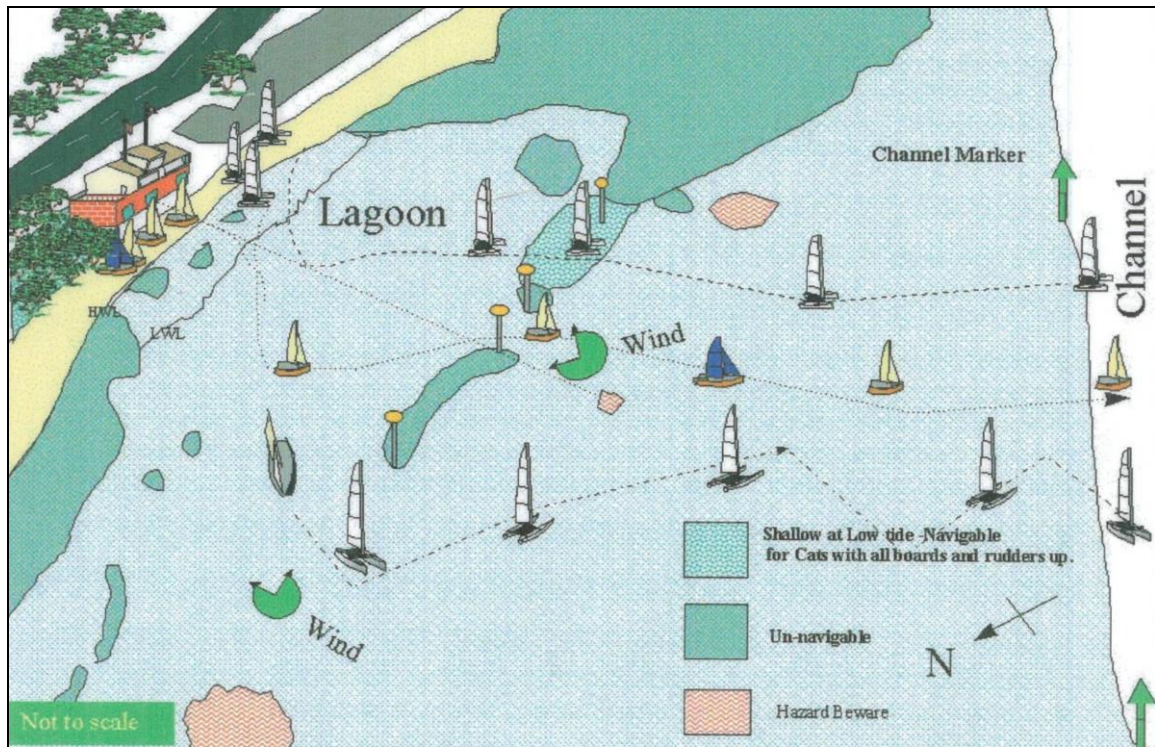 Channel Marker
Channel
Lagoon
HWL
LWL
Wind
Shallow at Low tide -Navigable
for Cats with all boards and rudders up.
Wind
Un-navigable
N
Hazard Beware
Not to scale